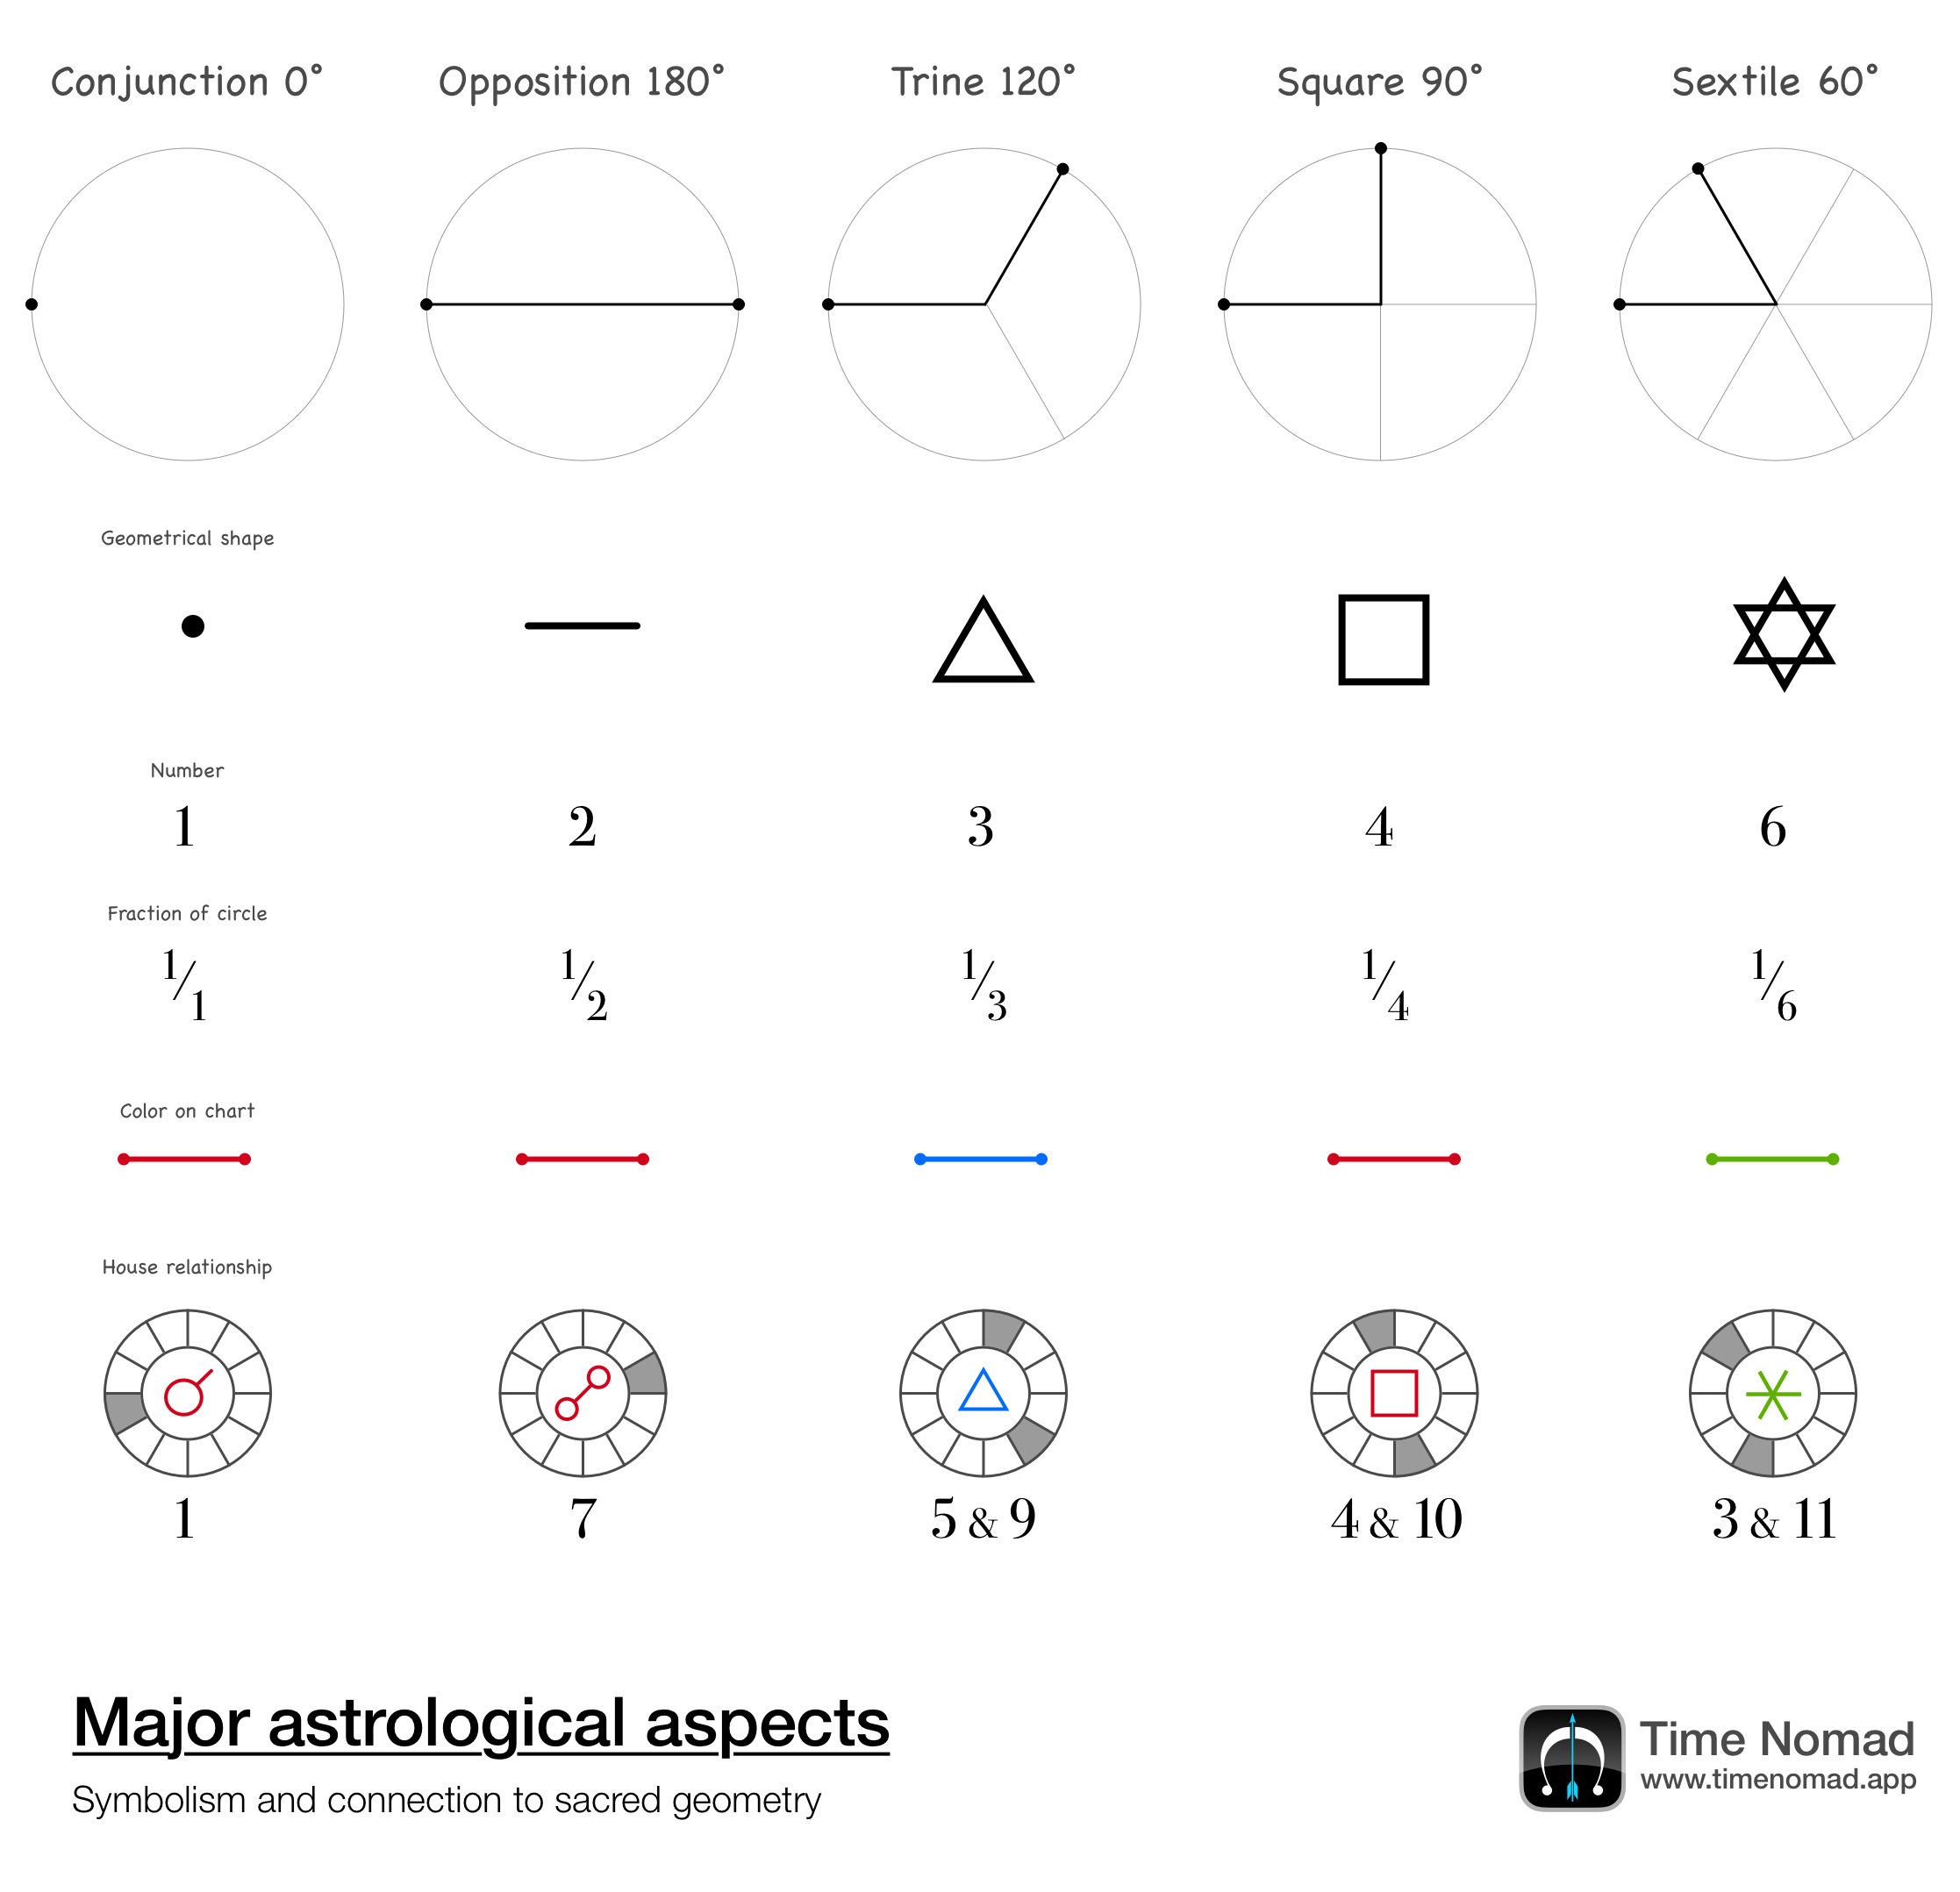 Conjunction 0° Opposition 180° Trine 120° Square 90° Sextile 60°
Geometrical shape
Number
1 2 3 4 6
Fraction of circle
1/1 1/2 1/3 1/4 1/6
Color on chart
House relationship
1 7 5 & 9 4 & 10 3 & 11
Major astrological aspects
Symbolism and connection to sacred geometry
Time Nomad
www.timenomad.app